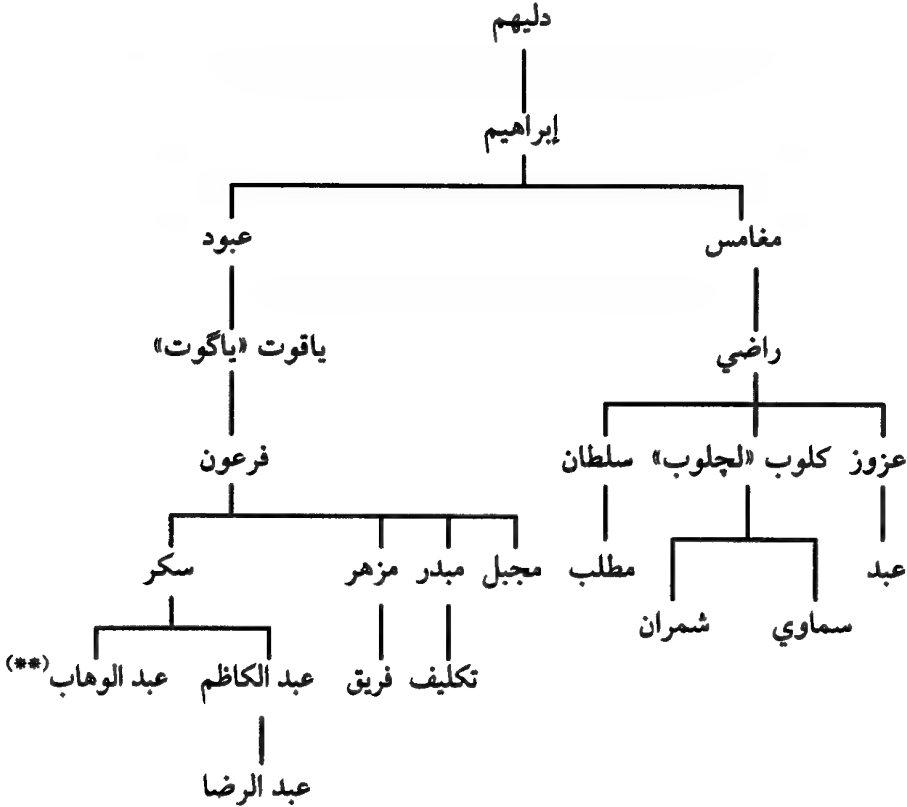 دليهم
إبراهيم
مغامس عبود
راضي ياقوت «ياگوت»
عزوز كلوب «لچلوب» سلطان فرعون
عبد مطلب مجبل مبدر مزهر سكر
سماوي شمران
تكليف فريق عبد الكاظم عبد الوهاب(**)
عبد الرضا